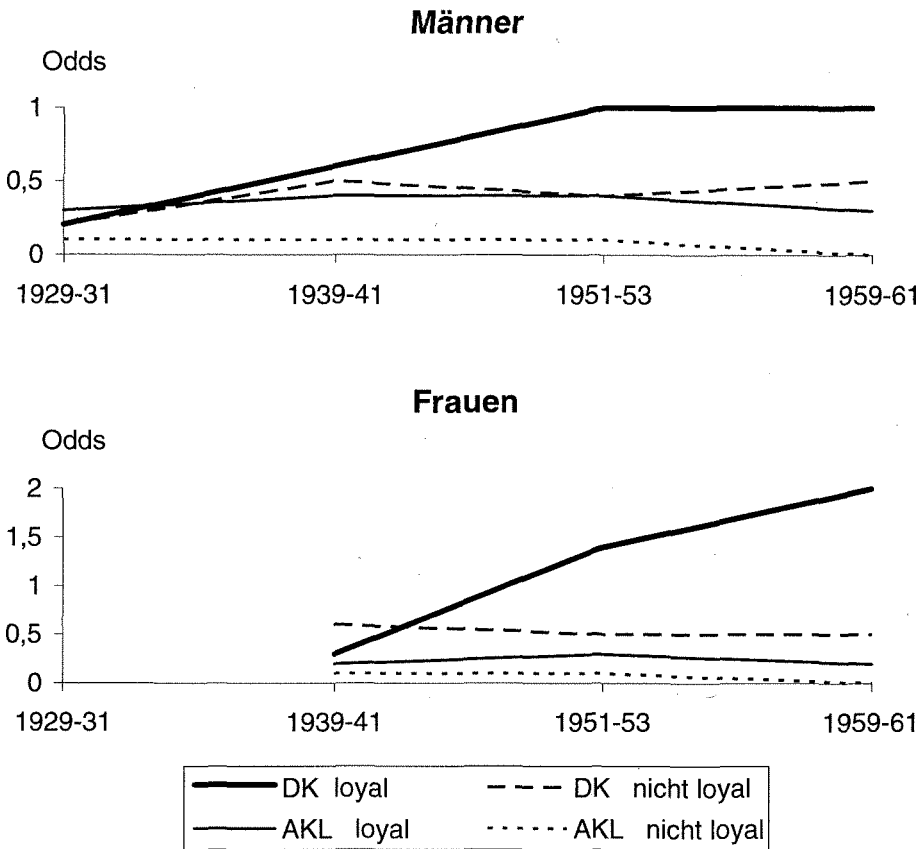 Männer
Odds
1
0,5
0
1929-31 1939-41 1951-53 1959-61
Frauen
Odds
2
1,5
1
0,5
0
1929-31 1939-41 1951-53 1959-61
DK loyal DK nicht loyal
AKL loyal AKL nicht loyal